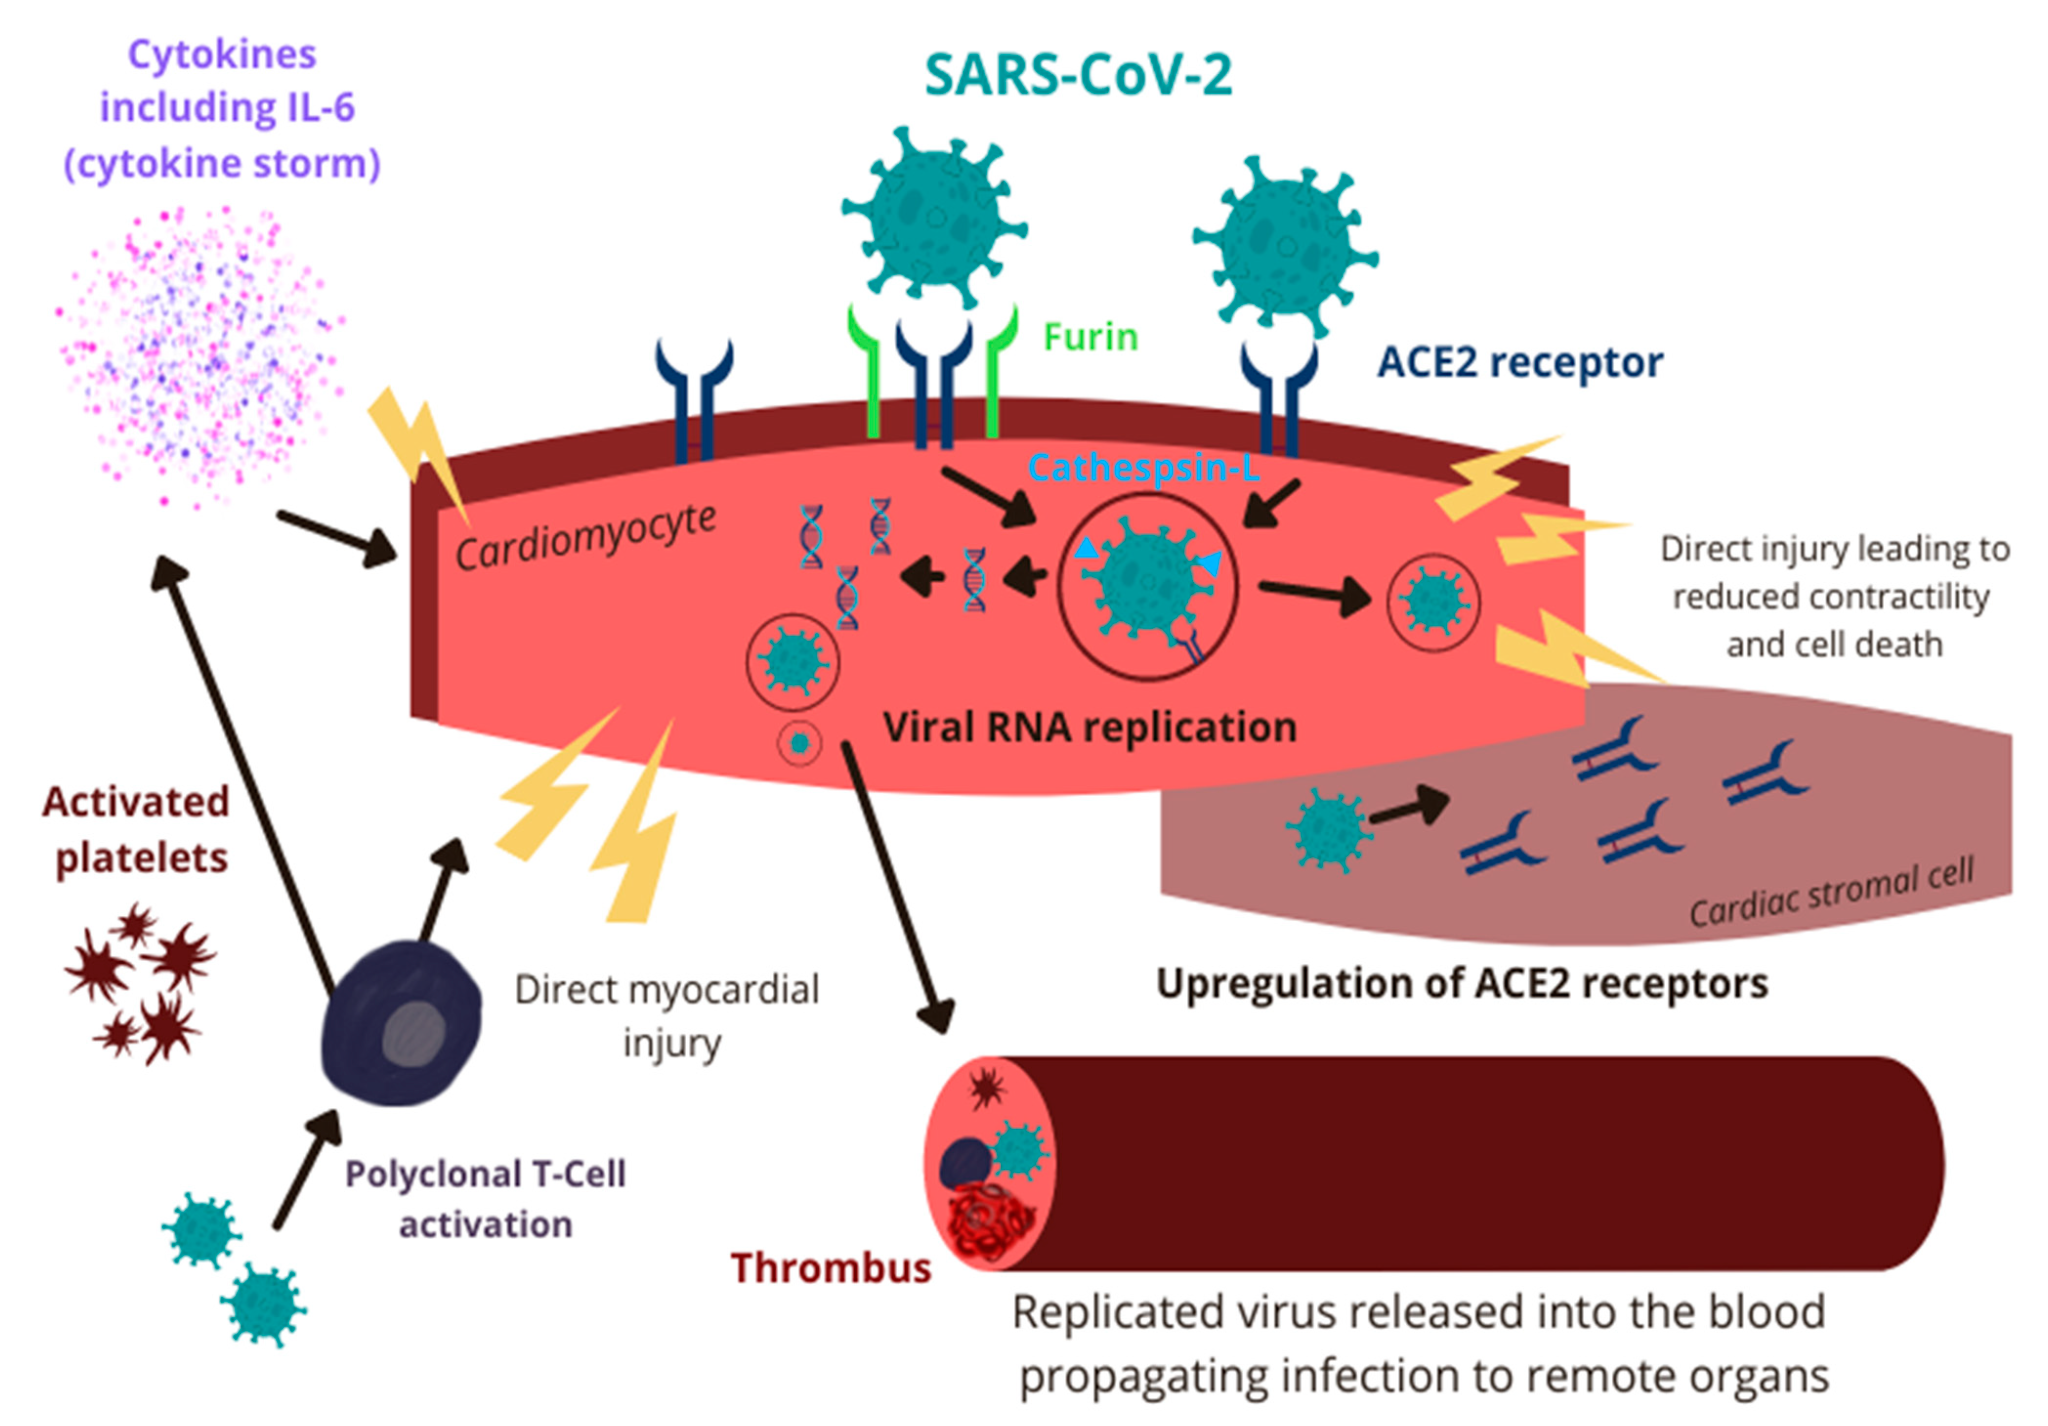 Cytokines
including IL-6
(cytokine storm)
SARS-CoV-2
Furin
ACE2 receptor
Cathespsin-L
Cardiomyocyte
Direct injury leading to
reduced contractility
and cell death
Viral RNA replication
Activated
platelets
Cardiac stromal cell
Upregulation of ACE2 receptors
Direct myocardial
injury
Polyclonal T-Cell
activation
Thrombus
Replicated virus released into the blood
propagating infection to remote organs